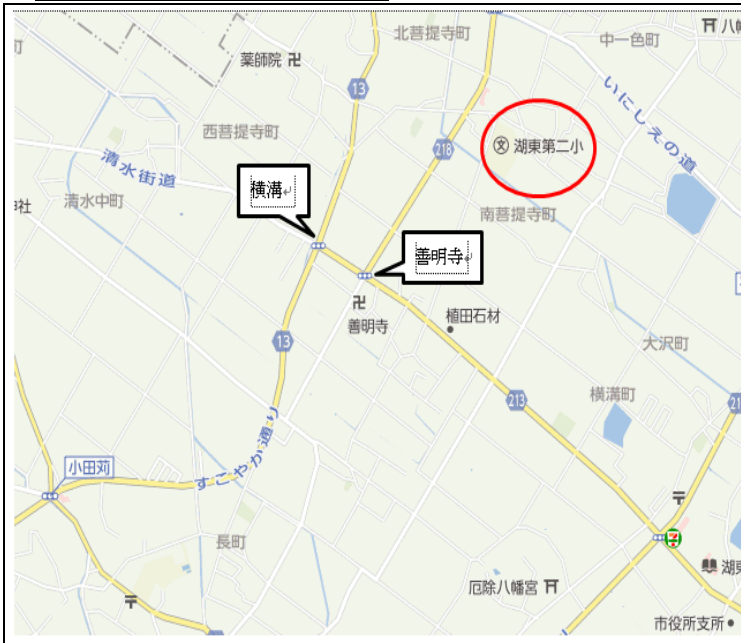 北菩提寺町
八幡
中一色町
薬師院
13
いにしえの道
西菩提寺町
218
湖東第二小
清水街道
横溝
清水中町
南菩提寺町
善明寺
善明寺
植田石材
13
大沢町
横溝町
213
すこやか通り
小田苅
長町
湖東
厄除八幡宮
市役所支所